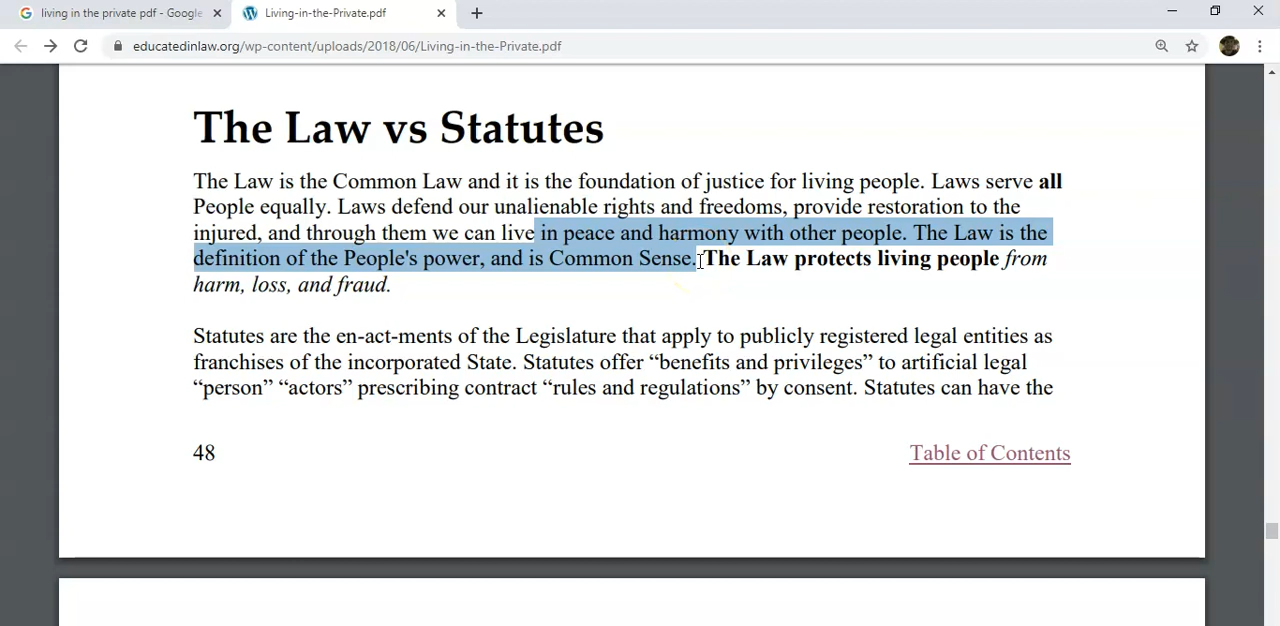 living in the private pdf - Google
Living-in-the-Private.pdf
educatedinlaw.org/wp-content/uploads/2018/06/Living-in-the-Private.pdf
The Law vs Statutes
The Law is the Common Law and it is the foundation of justice for living people. Laws serve all
People equally. Laws defend our unalienable rights and freedoms, provide restoration to the
injured, and through them we can live in peace and harmony with other people. The Law is the
definition of the People's power, and is Common Sense. The Law protects living people from
harm, loss, and fraud.
Statutes are the en-act-ments of the Legislature that apply to publicly registered legal entities as
franchises of the incorporated State. Statutes offer “benefits and privileges” to artificial legal
“person” “actors” prescribing contract “rules and regulations” by consent. Statutes can have the
48
Table of Contents